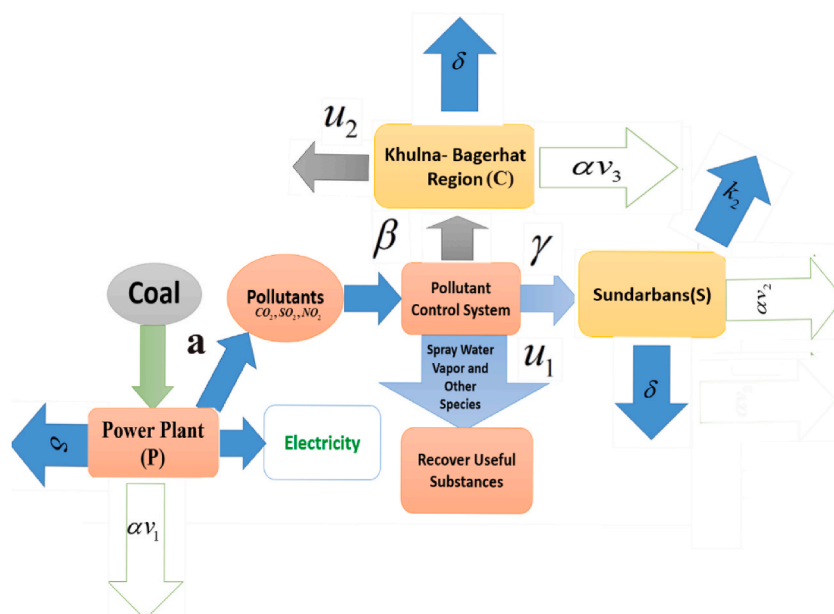 δ
u₂
Khulna- Bagerhat
Region (C)
αv₃
k₂
β
γ
Coal
Pollutants
CO₂, SO₂, NO₂
Pollutant
Control System
Sundarbans(S)
αv₂
a
Spray Water
Vapor and
Other
Species
u₁
δ
Power Plant
(P)
Electricity
Recover Useful
Substances
αv₁